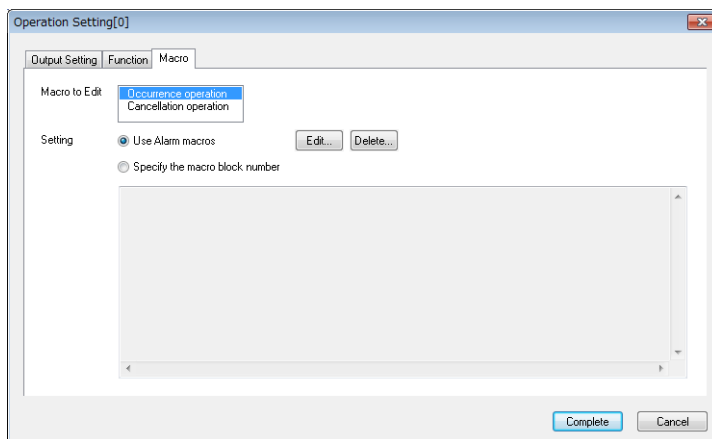 Operation Setting[0]
Output Setting Function Macro
Macro to Edit
Occurrence operation
Cancellation operation
Setting
Use Alarm macros
Edit... Delete...
Specify the macro block number
Complete Cancel